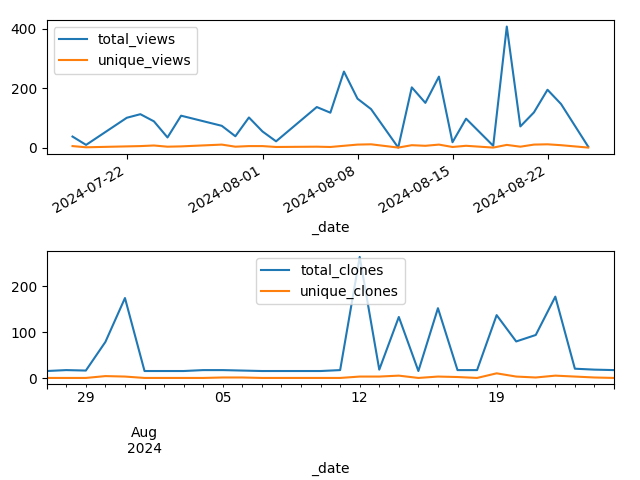 400
total_views
unique_views
200
0
2024-07-22
2024-08-01
2024-08-08
2024-08-15
2024-08-22
_date
total_clones
unique_clones
200
100
0
29
05
12
19
Aug
2024
_date